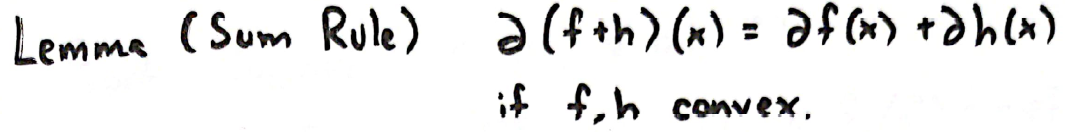 Lemma (Sum Rule) ∂(f+h)(x) = ∂f(x) + ∂h(x)
if f,h convex.